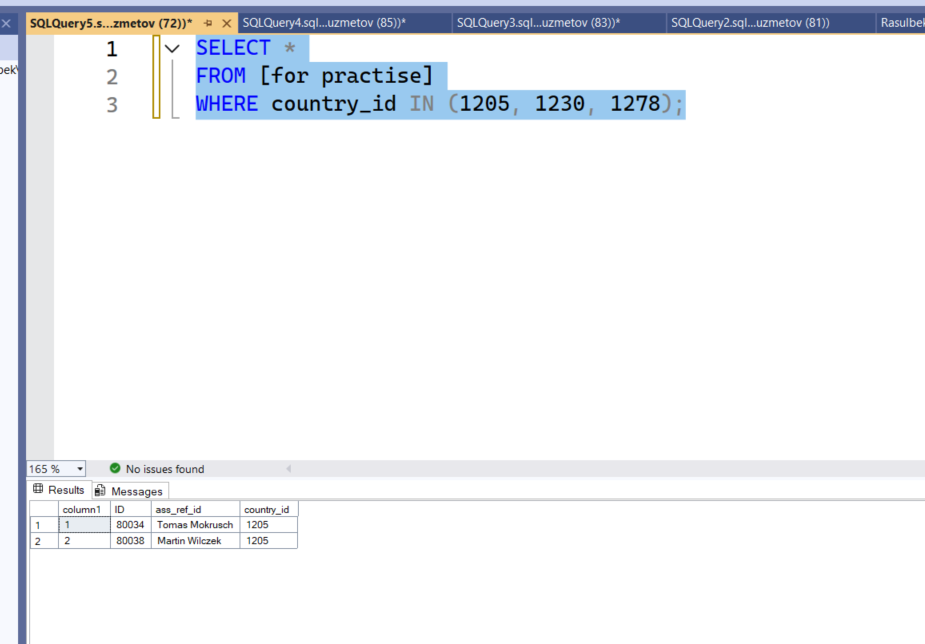 SQLQuery5.s...zmetov (72))* SQLQuery4.sql...uzmetov (85))* SQLQuery3.sql...uzmetov (83))* SQLQuery2.sql...uzmetov (81)) Rasulbek
1 SELECT *
2 FROM [for practise]
3 WHERE country_id IN (1205, 1230, 1278);
165 % No issues found
Results Messages
column1 ID ass_ref_id country_id
1 1 80034 Tomas Mokrusch 1205
2 2 80038 Martin Wilczek 1205